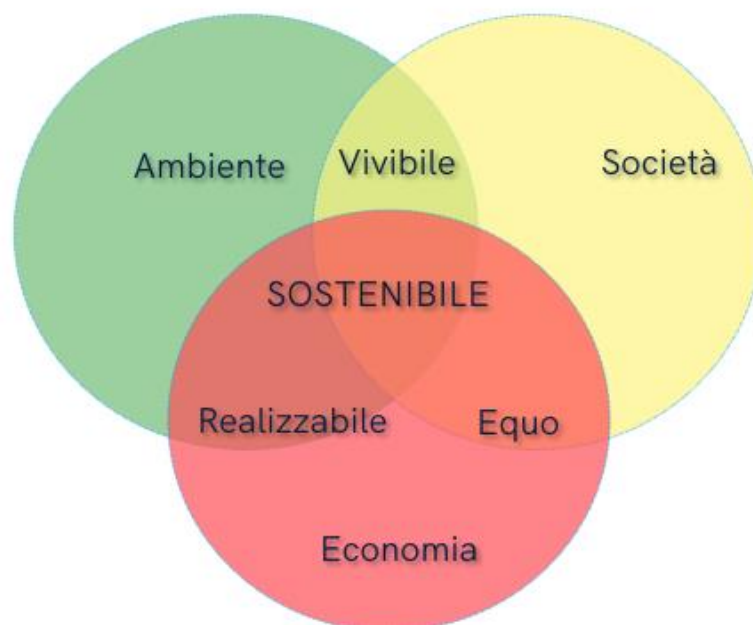 Ambiente
Vivibile
Società
SOSTENIBILE
Realizzabile
Equo
Economia